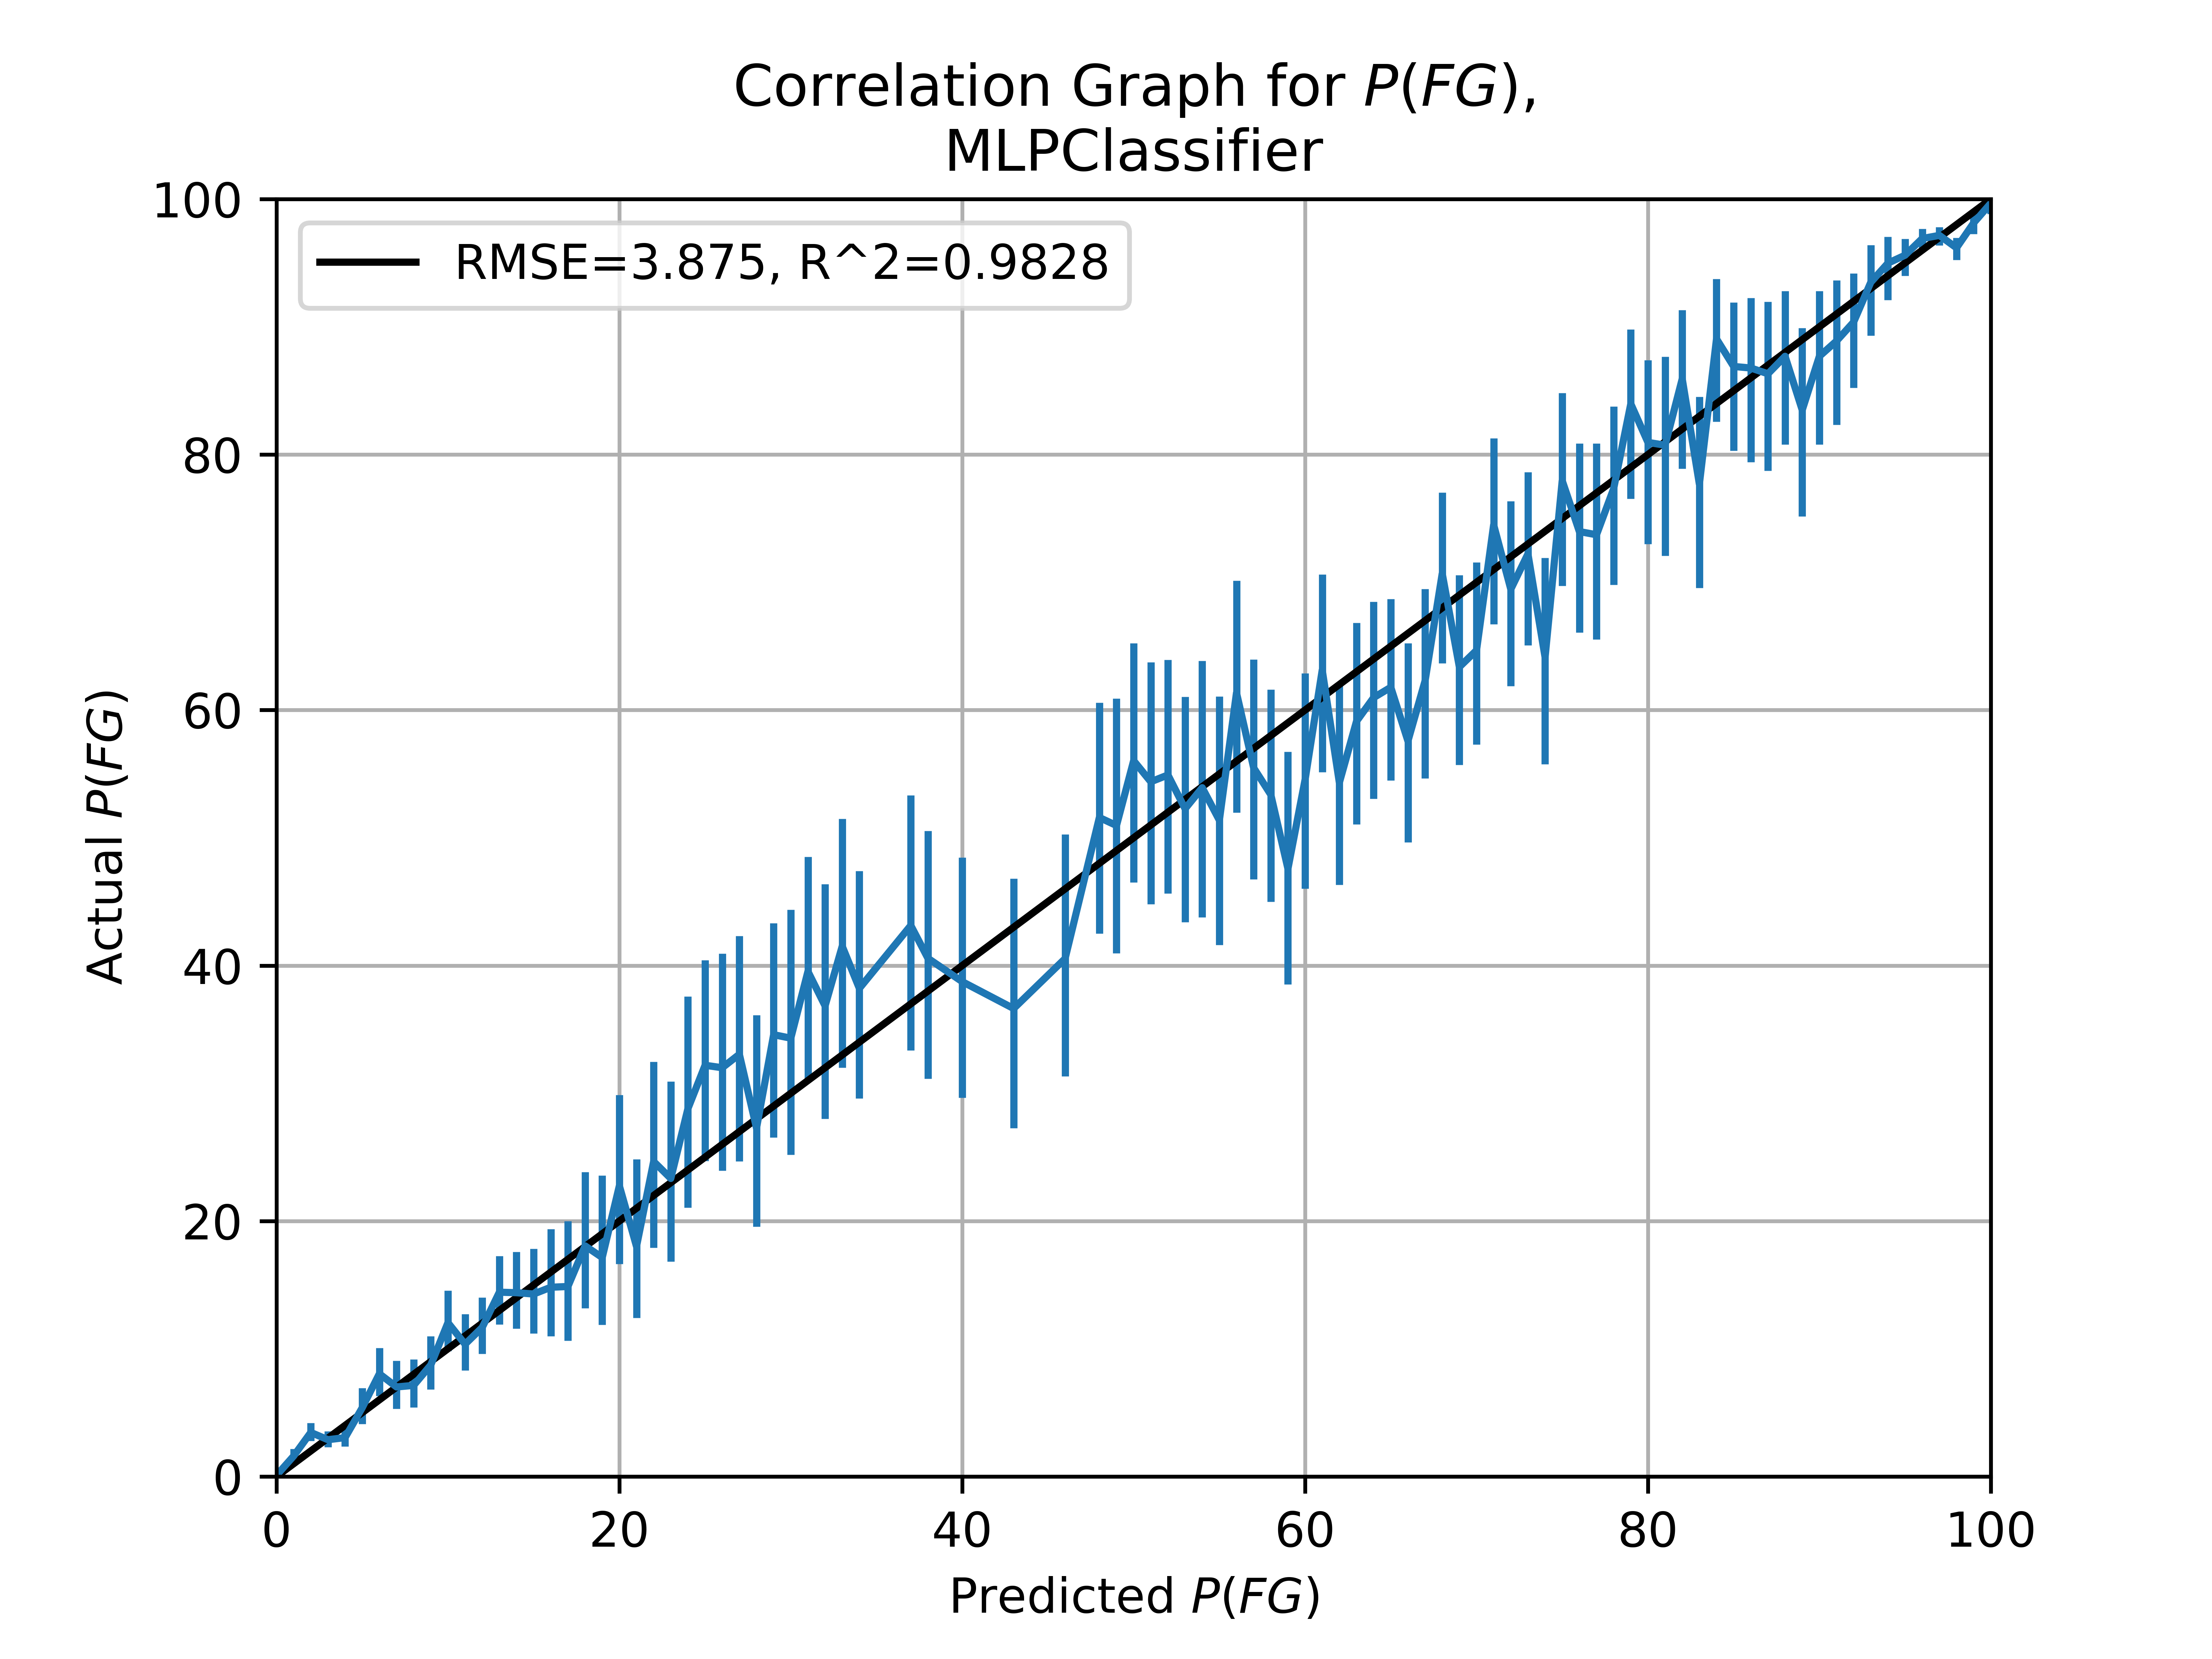 Correlation Graph for P(FG),
MLPClassifier
RMSE=3.875, R^2=0.9828
100
80
60
40
20
0
Actual P(FG)
0 20 40 60 80 100
Predicted P(FG)